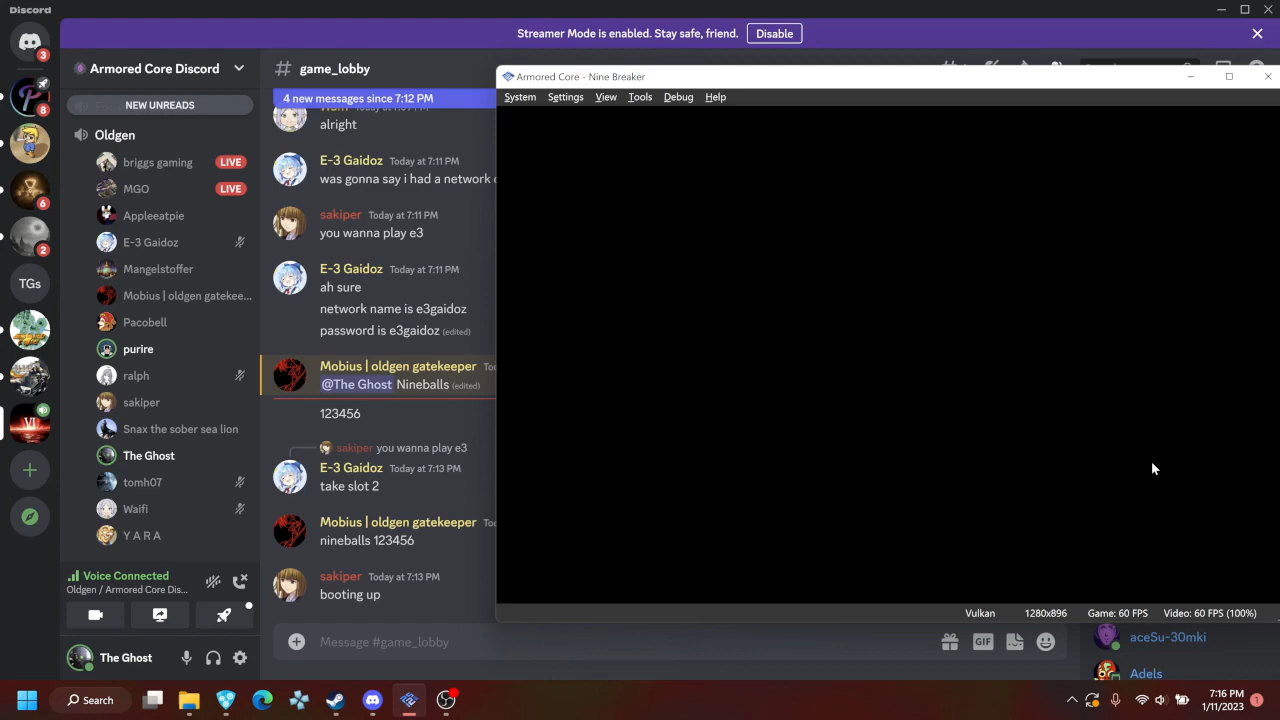 Discord
Streamer Mode is enabled. Stay safe, friend.
Disable
3
8
6
2
TGs
Armored Core Discord
NEW UNREADS
Oldgen
briggs gaming LIVE
MGO LIVE
Appleeatpie
E-3 Gaidoz
Mangelstoffer
Mobius | oldgen gatekee...
Pacobell
purire
ralph
sakiper
Snax the sober sea lion
The Ghost
tomh07
Waifi
Y A R A
Voice Connected
Oldgen / Armored Core Dis...
The Ghost
# game_lobby
4 new messages since 7:12 PM
alright
E-3 Gaidoz Today at 7:11 PM
was gonna say i had a network
sakiper Today at 7:11 PM
you wanna play e3
E-3 Gaidoz Today at 7:11 PM
ah sure
network name is e3gaidoz
password is e3gaidoz (edited)
Mobius | oldgen gatekeeper
@The Ghost Nineballs (edited)
123456
sakiper you wanna play e3
E-3 Gaidoz Today at 7:13 PM
take slot 2
Mobius | oldgen gatekeeper
nineballs 123456
sakiper Today at 7:13 PM
booting up
Message #game_lobby
GIF
Armored Core - Nine Breaker
System Settings View Tools Debug Help
Vulkan 1280x896 Game: 60 FPS Video: 60 FPS (100%)
aceSu-30mki
Adels
Search
7:16 PM
1/11/2023
1